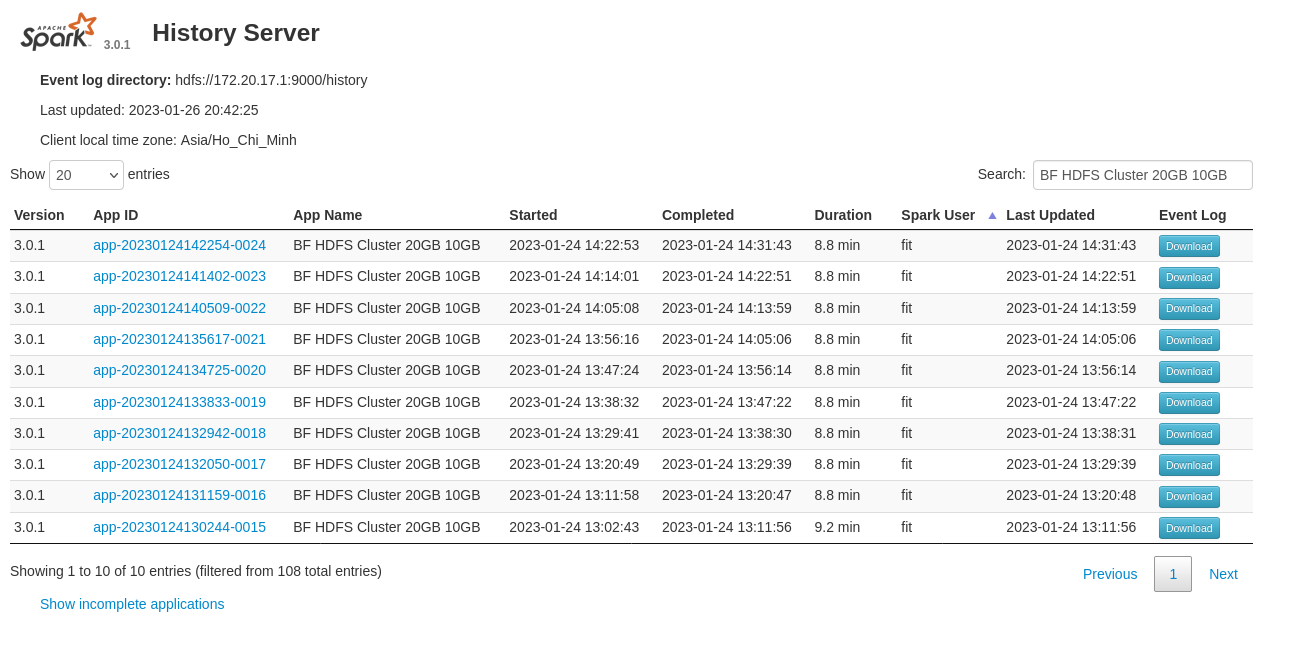 APACHE Spark™ 3.0.1 History Server
Event log directory: hdfs://172.20.17.1:9000/history
Last updated: 2023-01-26 20:42:25
Client local time zone: Asia/Ho_Chi_Minh
Show 20 entries Search: BF HDFS Cluster 20GB 10GB
Version App ID App Name Started Completed Duration Spark User Last Updated Event Log
3.0.1 app-20230124142254-0024 BF HDFS Cluster 20GB 10GB 2023-01-24 14:22:53 2023-01-24 14:31:43 8.8 min fit 2023-01-24 14:31:43 Download
3.0.1 app-20230124141402-0023 BF HDFS Cluster 20GB 10GB 2023-01-24 14:14:01 2023-01-24 14:22:51 8.8 min fit 2023-01-24 14:22:51 Download
3.0.1 app-20230124140509-0022 BF HDFS Cluster 20GB 10GB 2023-01-24 14:05:08 2023-01-24 14:13:59 8.8 min fit 2023-01-24 14:13:59 Download
3.0.1 app-20230124135617-0021 BF HDFS Cluster 20GB 10GB 2023-01-24 13:56:16 2023-01-24 14:05:06 8.8 min fit 2023-01-24 14:05:06 Download
3.0.1 app-20230124134725-0020 BF HDFS Cluster 20GB 10GB 2023-01-24 13:47:24 2023-01-24 13:56:14 8.8 min fit 2023-01-24 13:56:14 Download
3.0.1 app-20230124133833-0019 BF HDFS Cluster 20GB 10GB 2023-01-24 13:38:32 2023-01-24 13:47:22 8.8 min fit 2023-01-24 13:47:22 Download
3.0.1 app-20230124132942-0018 BF HDFS Cluster 20GB 10GB 2023-01-24 13:29:41 2023-01-24 13:38:30 8.8 min fit 2023-01-24 13:38:31 Download
3.0.1 app-20230124132050-0017 BF HDFS Cluster 20GB 10GB 2023-01-24 13:20:49 2023-01-24 13:29:39 8.8 min fit 2023-01-24 13:29:39 Download
3.0.1 app-20230124131159-0016 BF HDFS Cluster 20GB 10GB 2023-01-24 13:11:58 2023-01-24 13:20:47 8.8 min fit 2023-01-24 13:20:48 Download
3.0.1 app-20230124130244-0015 BF HDFS Cluster 20GB 10GB 2023-01-24 13:02:43 2023-01-24 13:11:56 9.2 min fit 2023-01-24 13:11:56 Download
Showing 1 to 10 of 10 entries (filtered from 108 total entries) Previous 1 Next
Show incomplete applications